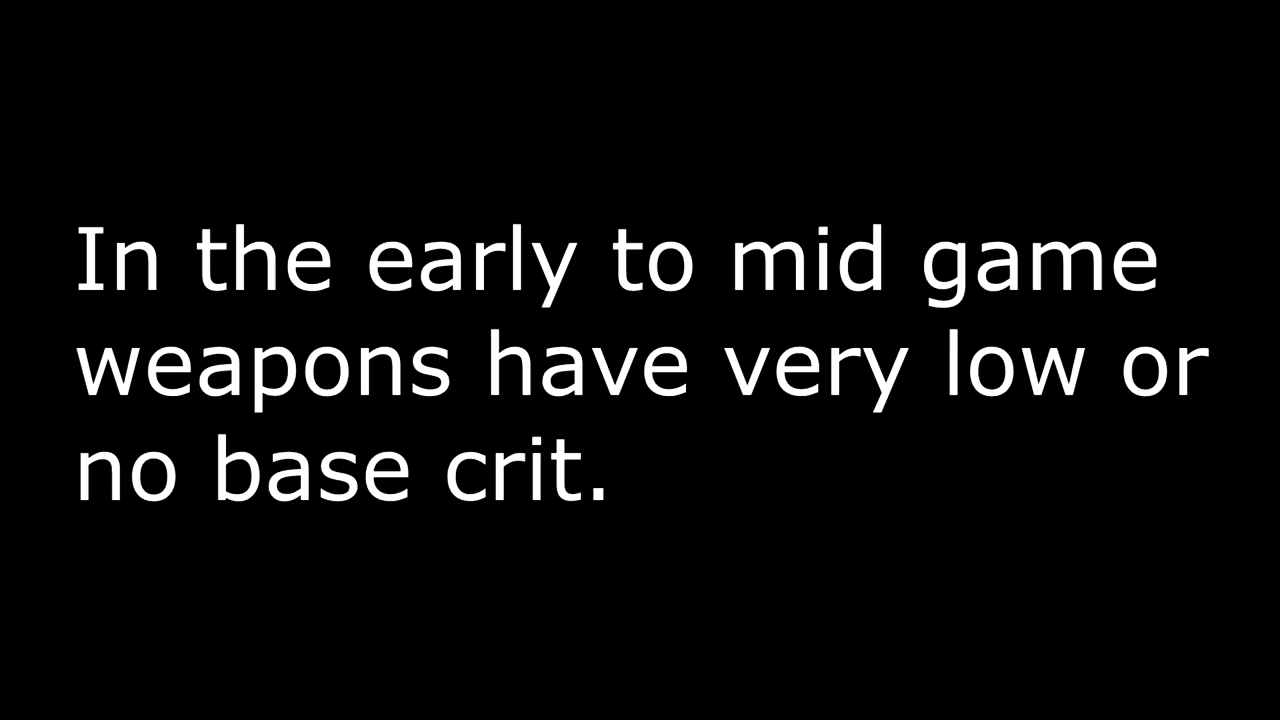 In the early to mid game
weapons have very low or
no base crit.